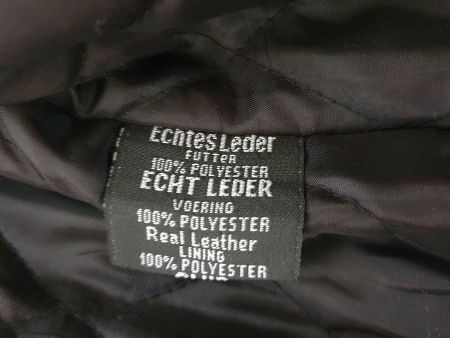 Echtes Leder
FUTTER
100% POLYESTER
ECHT LEDER
VOERING
100% POLYESTER
Real Leather
LINING
100% POLYESTER